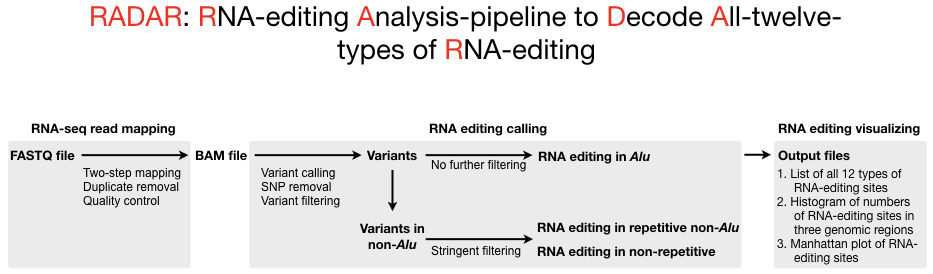 RADAR: RNA-editing Analysis-pipeline to Decode All-twelve-
types of RNA-editing
RNA-seq read mapping
FASTQ file
Two-step mapping
Duplicate removal
Quality control
BAM file
RNA editing calling
Variant calling
SNP removal
Variant filtering
Variants
No further filtering
RNA editing in Alu
Variants in
non-Alu
Stringent filtering
RNA editing in repetitive non-Alu
RNA editing in non-repetitive
RNA editing visualizing
Output files
1. List of all 12 types of
RNA-editing sites
2. Histogram of numbers
of RNA-editing sites in
three genomic regions
3. Manhattan plot of RNA-
editing sites